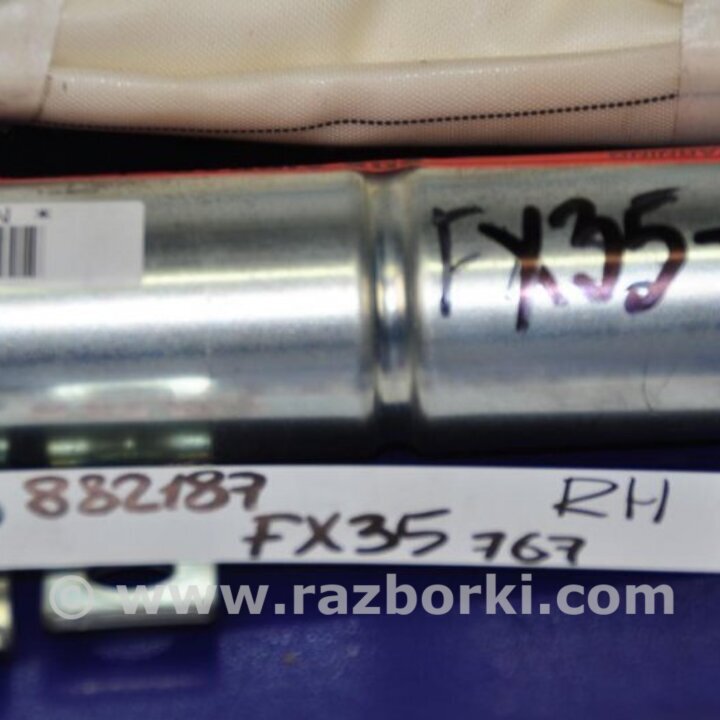 N *
FX35-
882187 RH
FX35 767
© www.razborki.com